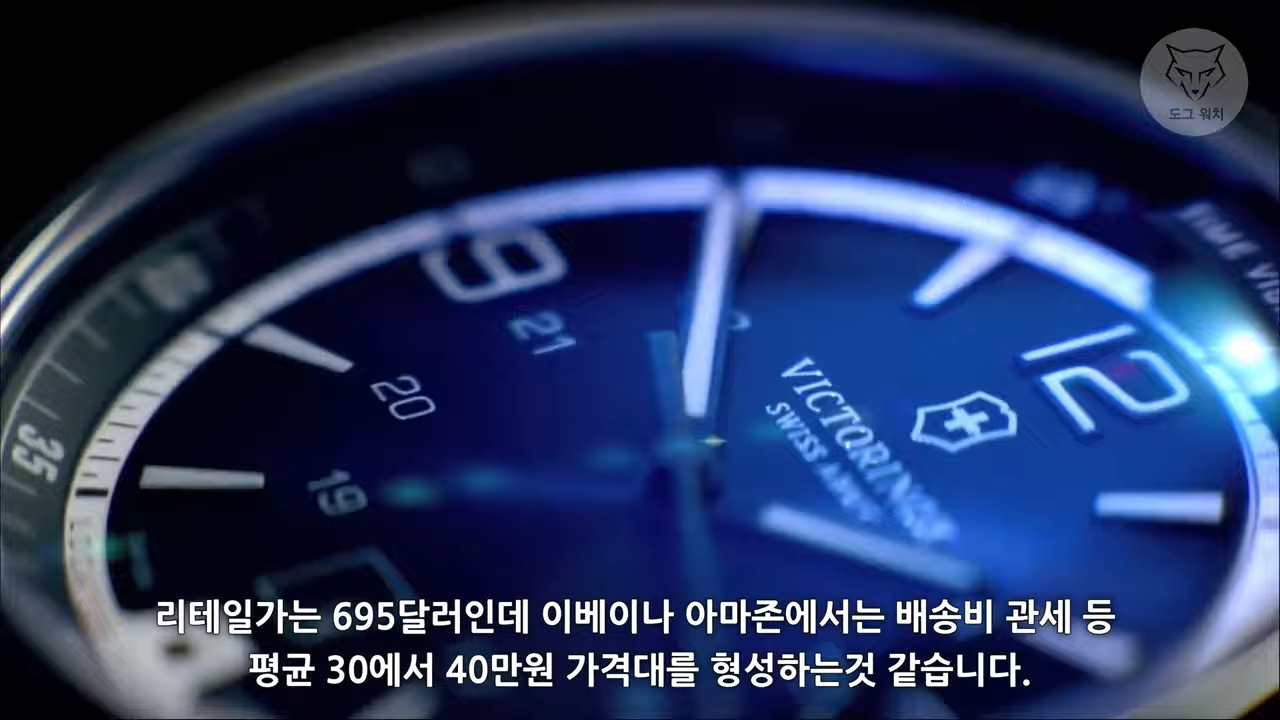 도그 워치
TIME
9
12
21
20
19
35
VICTORINOX
SWISS ARMY
리테일가는 695달러인데 이베이나 아마존에서는 배송비 관세 등
평균 30에서 40만원 가격대를 형성하는것 같습니다.